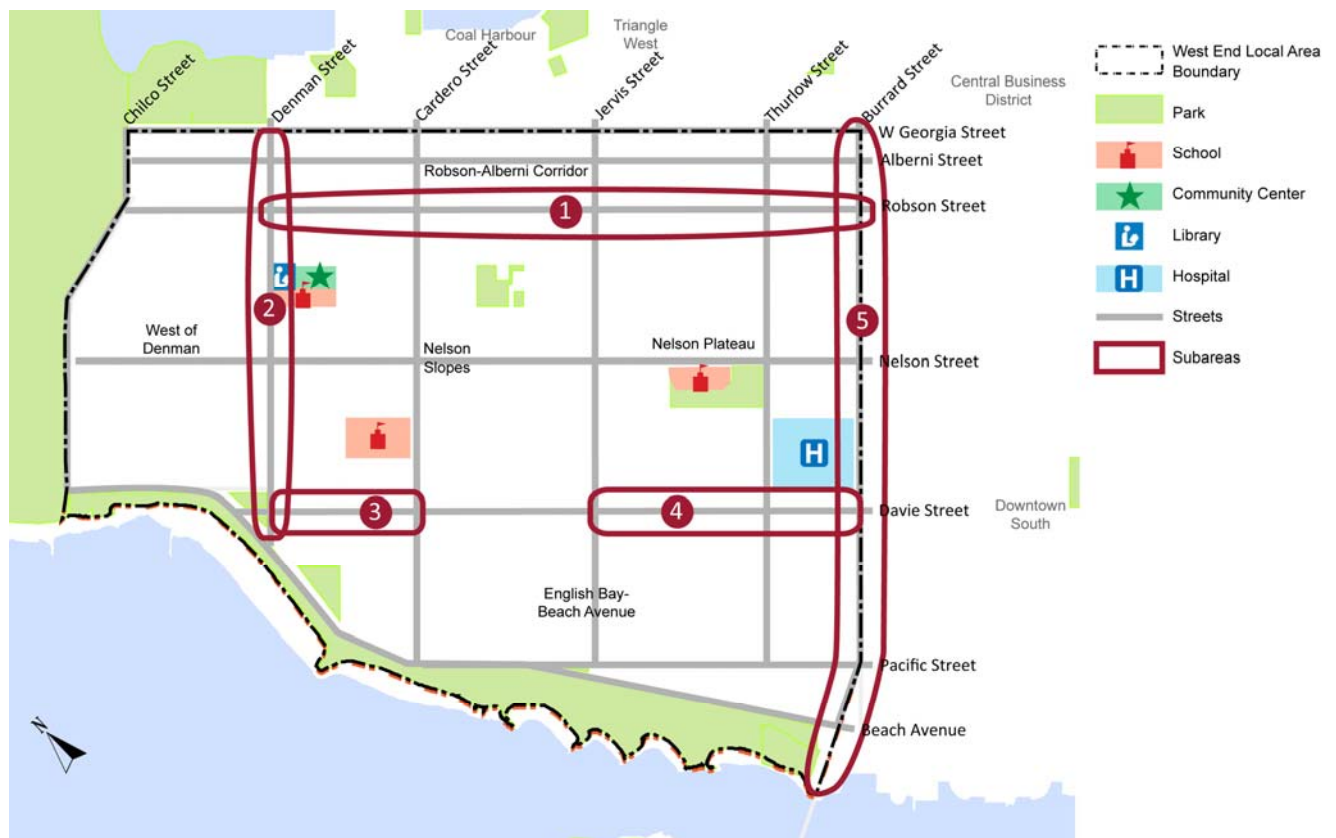 Coal Harbour
Triangle
West
Chilco Street
Denman Street
Cardero Street
Jervis Street
Thurlow Street
Burrard Street
Central Business
District
W Georgia Street
Alberni Street
Robson-Alberni Corridor
Robson Street
1
2
5
West of
Denman
Nelson
Slopes
Nelson Plateau
Nelson Street
H
3
4
Davie Street
Downtown
South
English Bay-
Beach Avenue
Pacific Street
Beach Avenue
N
West End Local Area
Boundary
Park
School
Community Center
Library
H
Hospital
Streets
Subareas